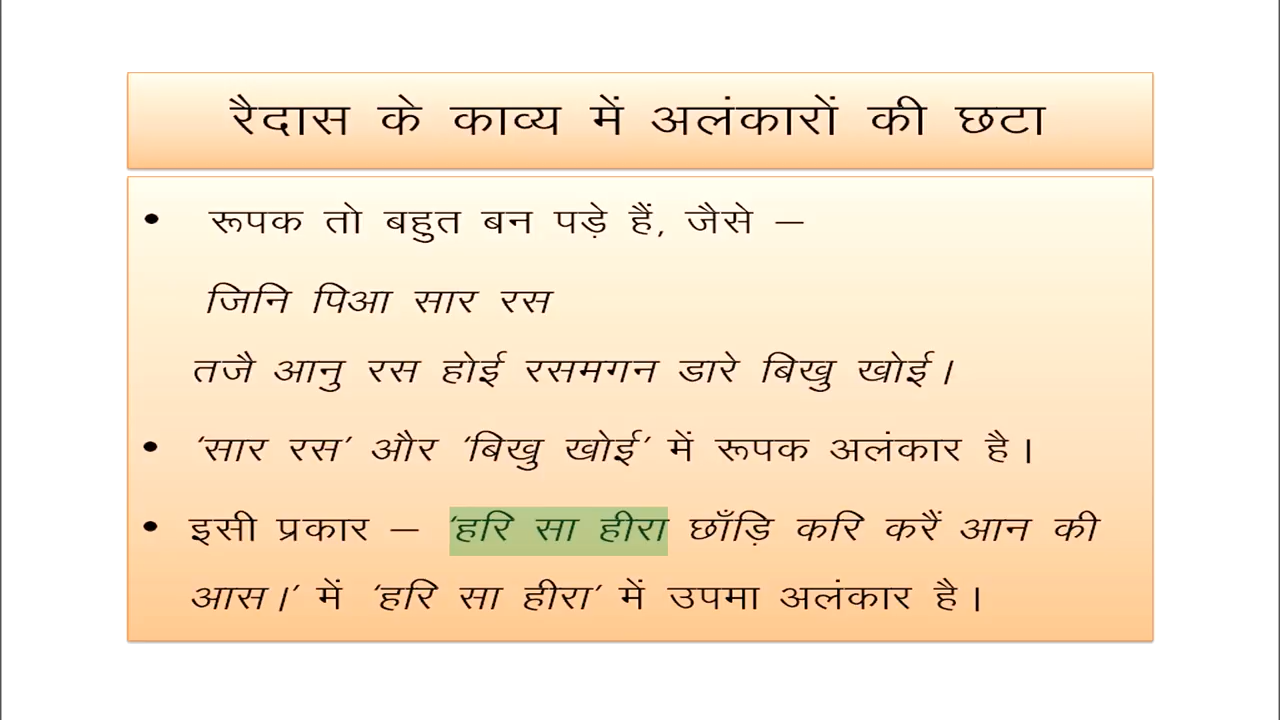 रैदास के काव्य में अलंकारों की छटा
• रूपक तो बहुत बन पड़े हैं, जैसे –
जिनि पिआ सार रस
तजै आनु रस होई रसमगन डारे बिखु खोई।
• ‘सार रस’ और ‘बिखु खोई’ में रूपक अलंकार है।
• इसी प्रकार – ‘हरि सा हीरा छाँड़ि करि करैं आन की
आस।’ में ‘हरि सा हीरा’ में उपमा अलंकार है।